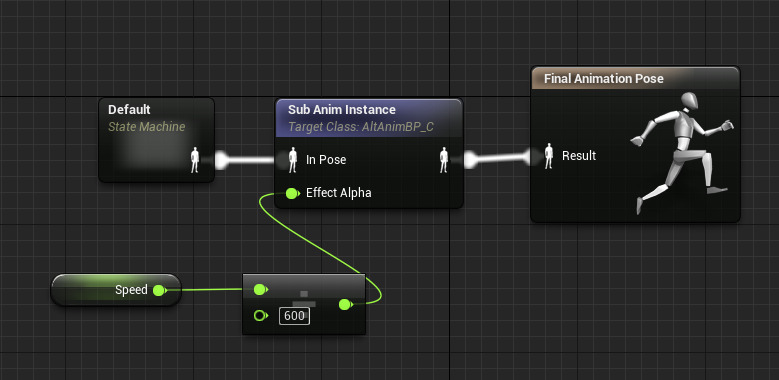 Default
State Machine
Sub Anim Instance
Target Class: AltAnimBP_C
In Pose
Effect Alpha
Final Animation Pose
Result
Speed
600